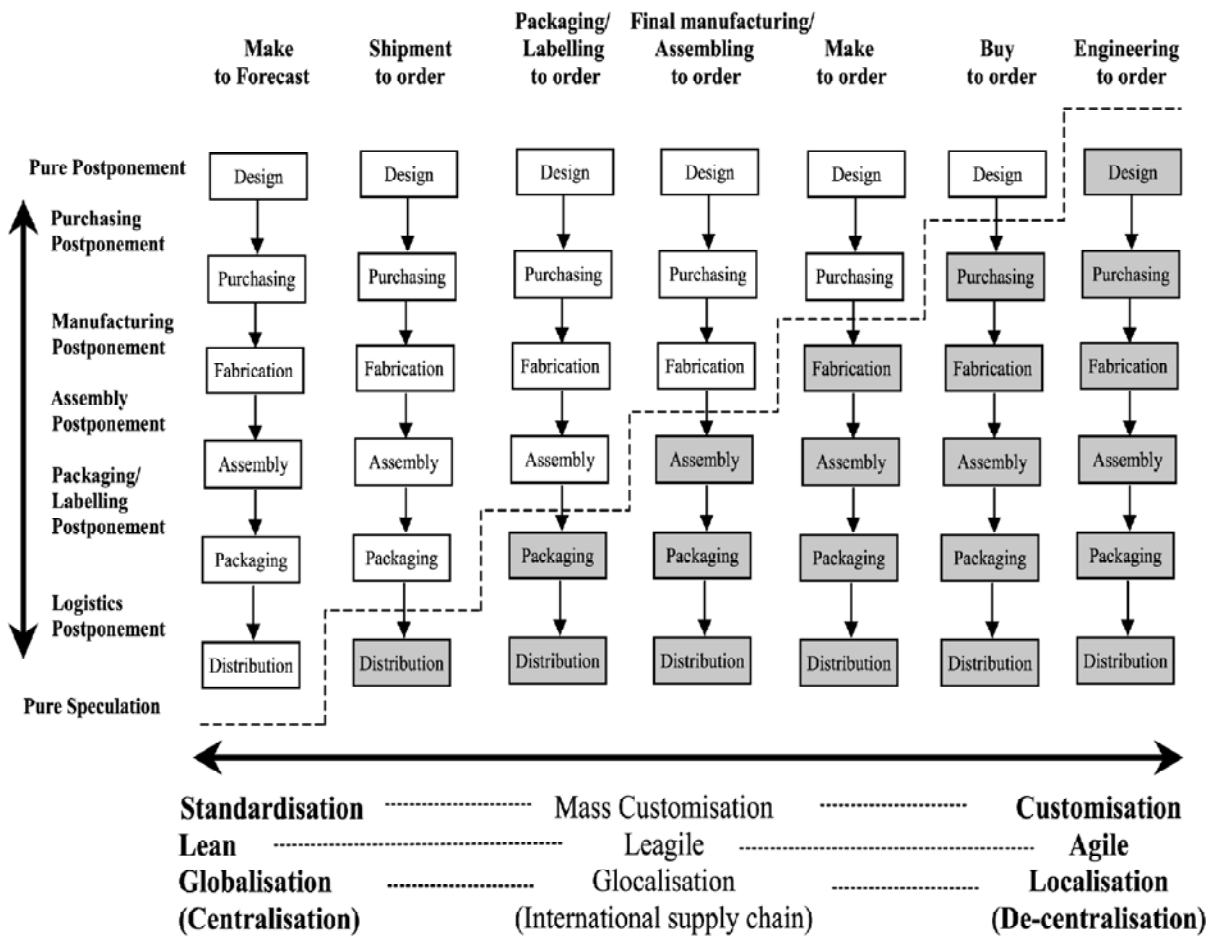 Make
to Forecast
Shipment
to order
Packaging/
Labelling
to order
Final manufacturing/
Assembling
to order
Make
to order
Buy
to order
Engineering
to order
Pure Postponement
Design
Design
Design
Design
Design
Design
Design
Purchasing
Postponement
Purchasing
Purchasing
Purchasing
Purchasing
Purchasing
Purchasing
Purchasing
Manufacturing
Postponement
Fabrication
Fabrication
Fabrication
Fabrication
Fabrication
Fabrication
Fabrication
Assembly
Postponement
Assembly
Assembly
Assembly
Assembly
Assembly
Assembly
Assembly
Packaging/
Labelling
Postponement
Packaging
Packaging
Packaging
Packaging
Packaging
Packaging
Packaging
Logistics
Postponement
Distribution
Distribution
Distribution
Distribution
Distribution
Distribution
Distribution
Pure Speculation
Standardisation Mass Customisation Customisation
Lean Leagile Agile
Globalisation Glocalisation Localisation
(Centralisation) (International supply chain) (De-centralisation)